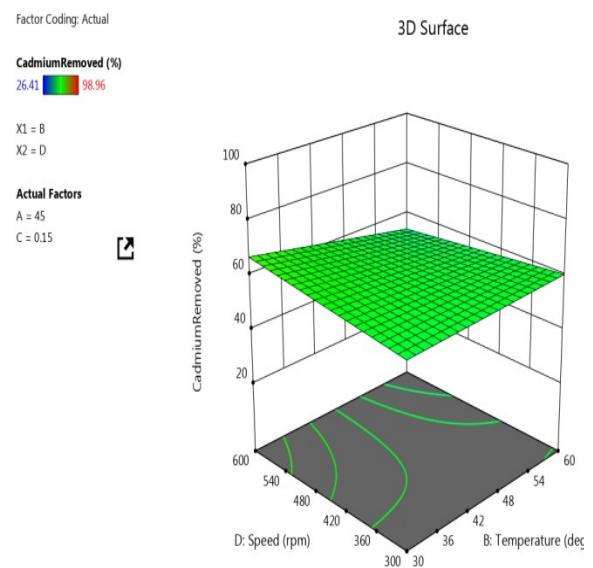 Factor Coding: Actual
3D Surface
CadmiumRemoved (%)
26.41 98.96
X1 = B
X2 = D
Actual Factors
A = 45
C = 0.15
CadmiumRemoved (%)
100
80
60
40
20
600
540
480
420
360
300
D: Speed (rpm)
30
36
42
48
54
60
B: Temperature (deg